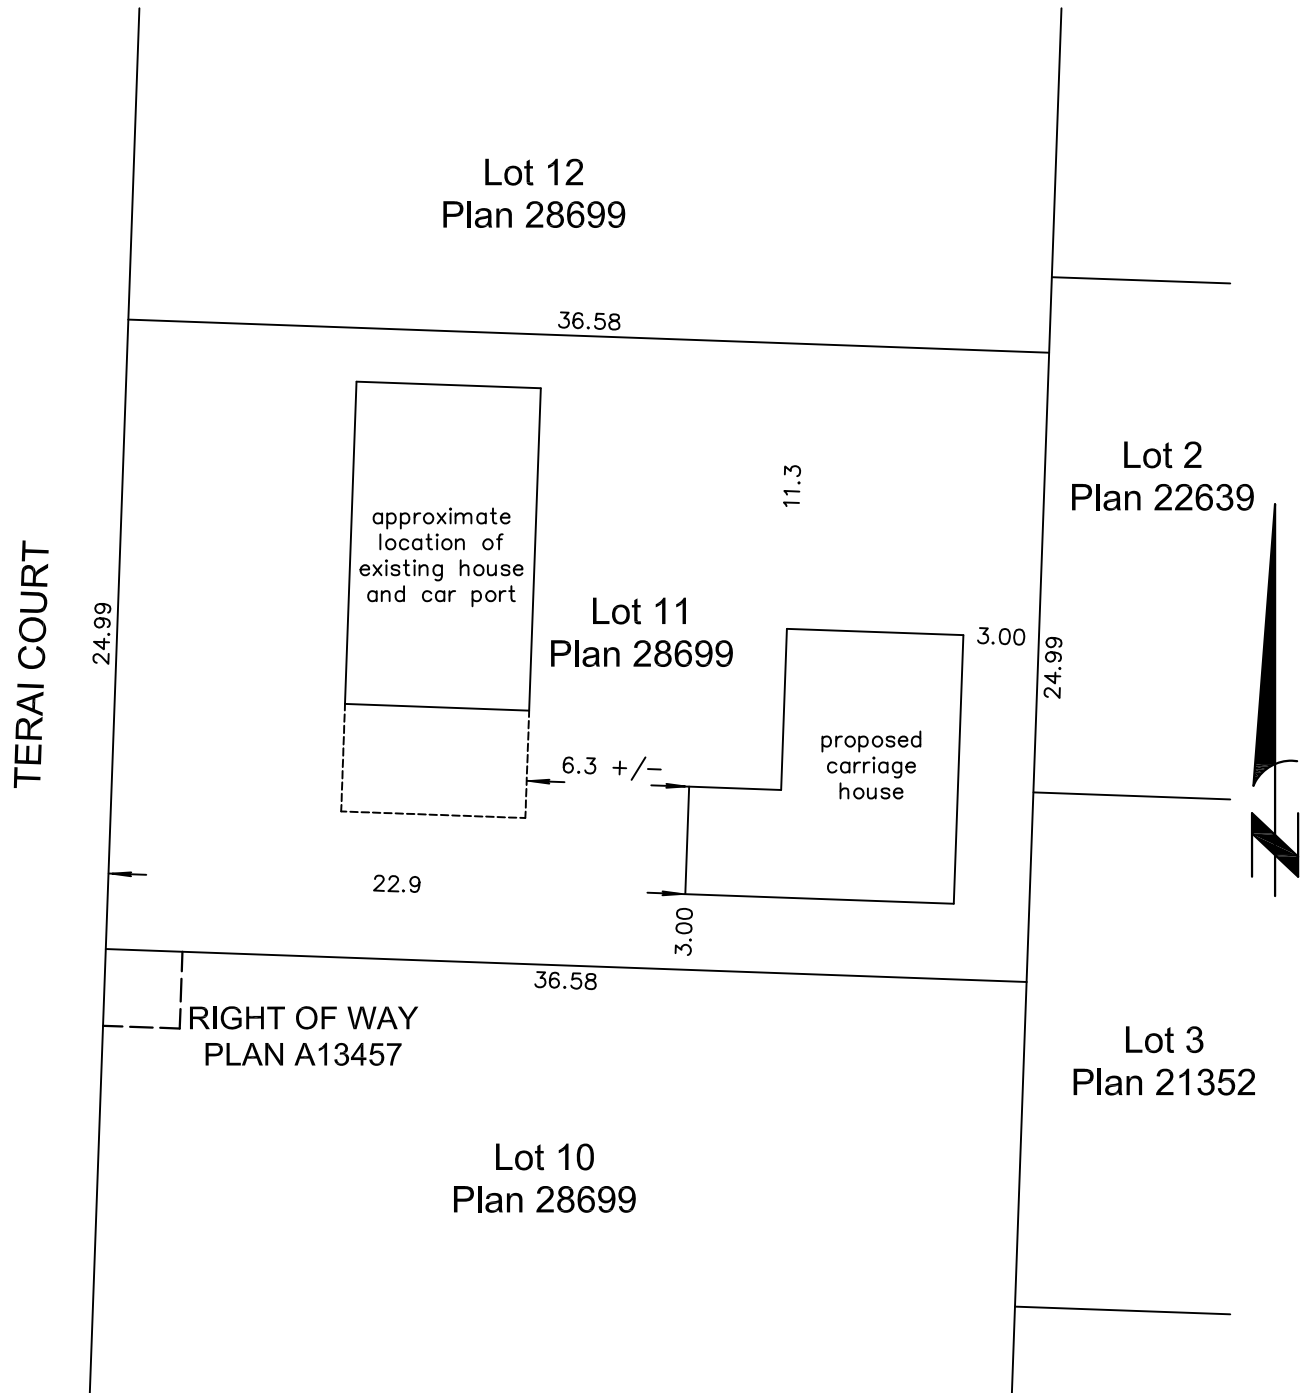 Lot 12
Plan 28699
36.58
Lot 2
Plan 22639
11.3
approximate
location of
existing house
and car port
TERAI COURT
24.99
Lot 11
Plan 28699
3.00
24.99
proposed
carriage
house
6.3 +/-
22.9
3.00
36.58
N
RIGHT OF WAY
PLAN A13457
Lot 3
Plan 21352
Lot 10
Plan 28699